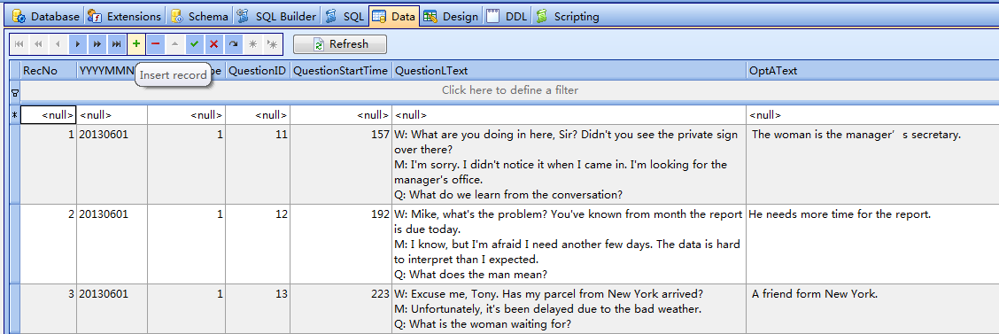 Database Extensions Schema SQL Builder SQL Data Design DDL Scripting
Refresh
Insert record
RecNo YYYYMMN pe QuestionID QuestionStartTime QuestionLText OptAText
Click here to define a filter
* <null> <null> <null> <null> <null> <null> <null>
1 20130601 1 11 157 W: What are you doing in here, Sir? Didn't you see the private sign The woman is the manager's secretary.
over there?
M: I'm sorry. I didn't notice it when I came in. I'm looking for the
manager's office.
Q: What do we learn from the conversation?
2 20130601 1 12 192 W: Mike, what's the problem? You've known from month the report He needs more time for the report.
is due today.
M: I know, but I'm afraid I need another few days. The data is hard
to interpret than I expected.
Q: What does the man mean?
3 20130601 1 13 223 W: Excuse me, Tony. Has my parcel from New York arrived? A friend form New York.
M: Unfortunately, it's been delayed due to the bad weather.
Q: What is the woman waiting for?